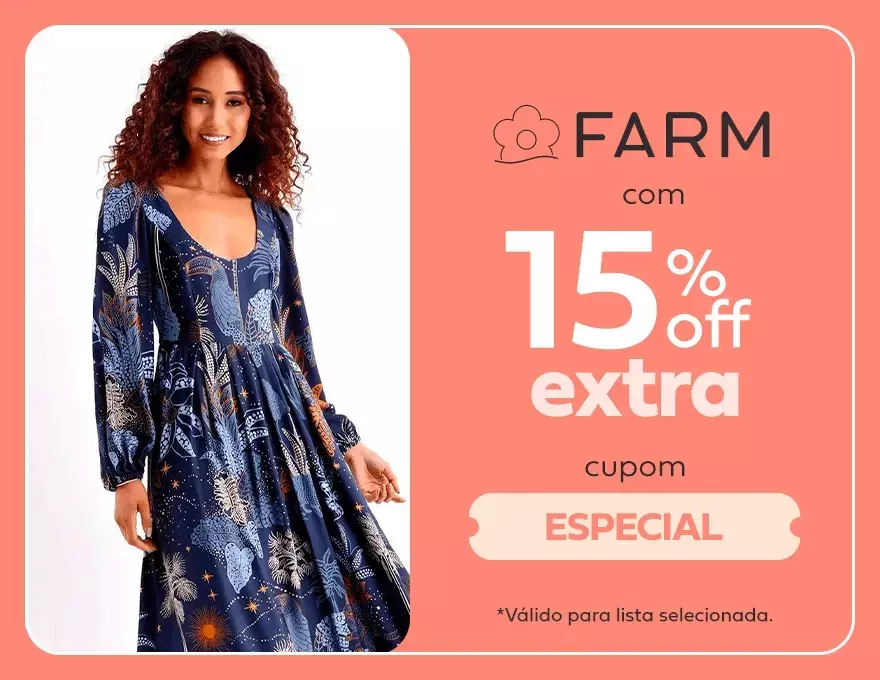 FARM
com
15%
off
extra
cupom
ESPECIAL
*Válido para lista selecionada.